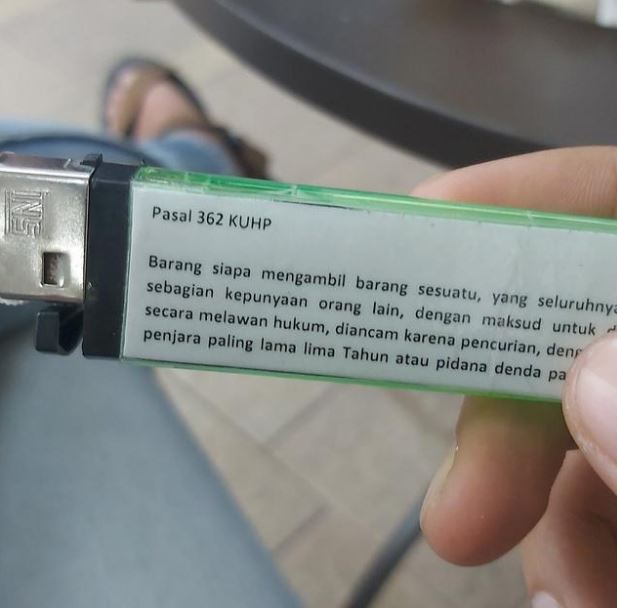 SNI
Pasal 362 KUHP
Barang siapa mengambil barang sesuatu, yang seluruhnya
sebagian kepunyaan orang lain, dengan maksud untuk
secara melawan hukum, diancam karena pencurian,
penjara paling lama lima Tahun atau pidana denda